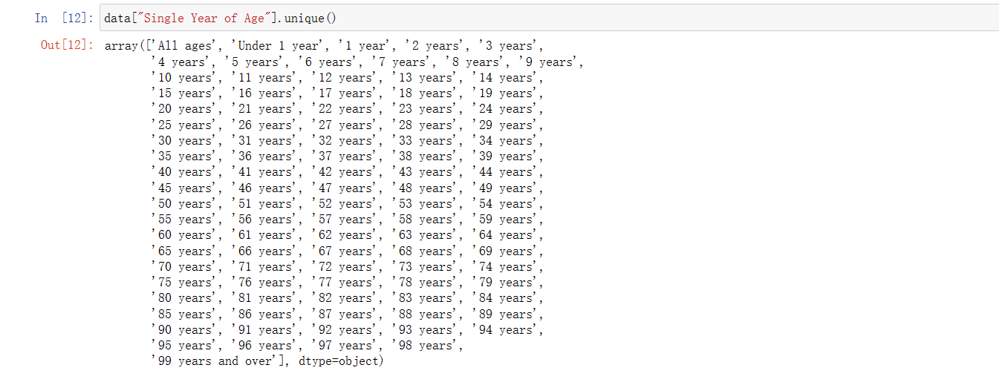 In [12]: data["Single Year of Age"].unique()
Out[12]: array(['All ages', 'Under 1 year', '1 year', '2 years', '3 years',
'4 years', '5 years', '6 years', '7 years', '8 years', '9 years',
'10 years', '11 years', '12 years', '13 years', '14 years',
'15 years', '16 years', '17 years', '18 years', '19 years',
'20 years', '21 years', '22 years', '23 years', '24 years',
'25 years', '26 years', '27 years', '28 years', '29 years',
'30 years', '31 years', '32 years', '33 years', '34 years',
'35 years', '36 years', '37 years', '38 years', '39 years',
'40 years', '41 years', '42 years', '43 years', '44 years',
'45 years', '46 years', '47 years', '48 years', '49 years',
'50 years', '51 years', '52 years', '53 years', '54 years',
'55 years', '56 years', '57 years', '58 years', '59 years',
'60 years', '61 years', '62 years', '63 years', '64 years',
'65 years', '66 years', '67 years', '68 years', '69 years',
'70 years', '71 years', '72 years', '73 years', '74 years',
'75 years', '76 years', '77 years', '78 years', '79 years',
'80 years', '81 years', '82 years', '83 years', '84 years',
'85 years', '86 years', '87 years', '88 years', '89 years',
'90 years', '91 years', '92 years', '93 years', '94 years',
'95 years', '96 years', '97 years', '98 years',
'99 years and over'], dtype=object)